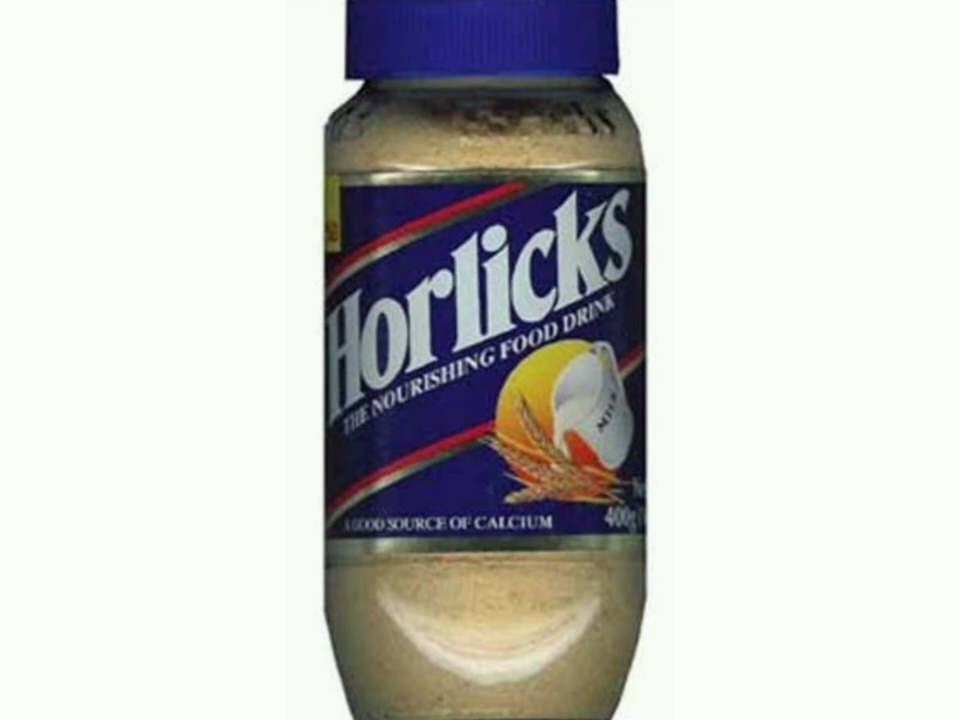 Horlicks
THE NOURISHING FOOD DRINK
MILK
A GOOD SOURCE OF CALCIUM
400g